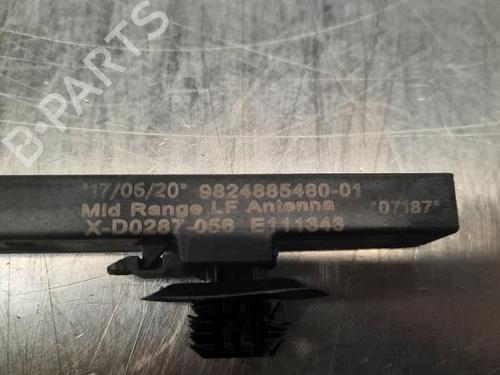 B-PARTS
"17/06/20" 9824885480-01
Mid Range LF Antenna "07187"
X-D0287-056 E111343